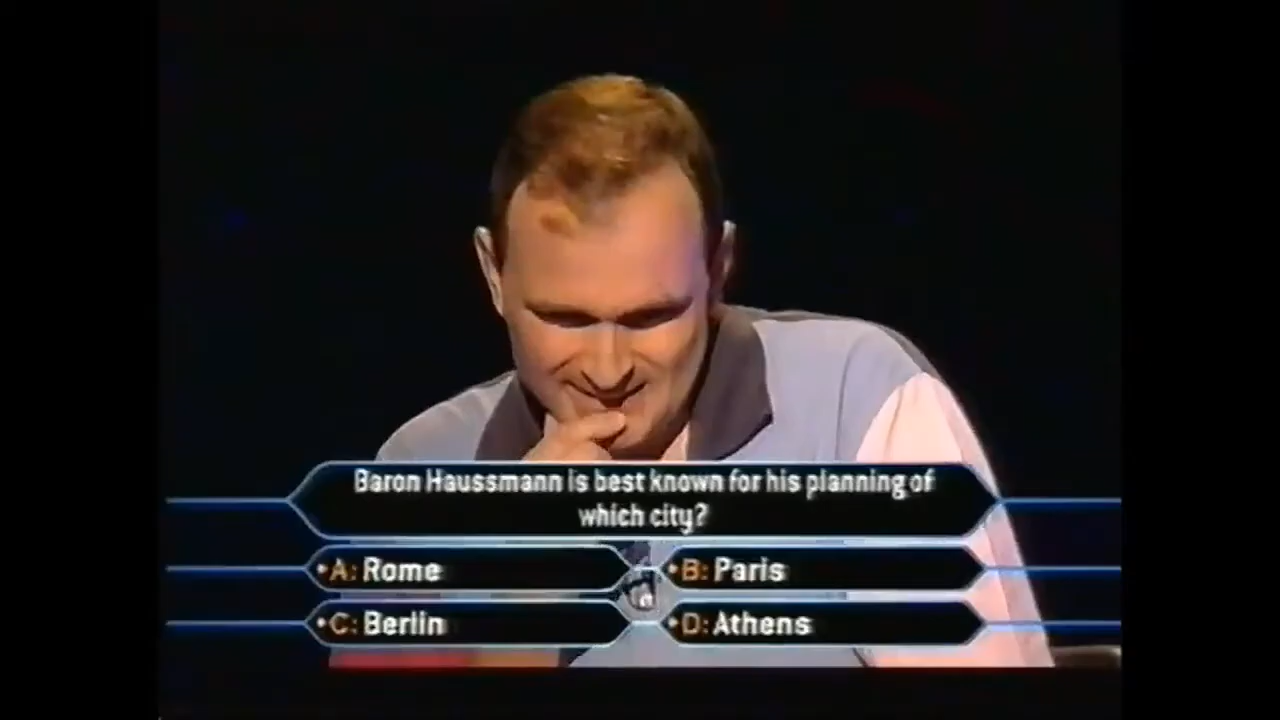 Baron Haussmann is best known for his planning of
which city?
A: Rome
B: Paris
C: Berlin
D: Athens